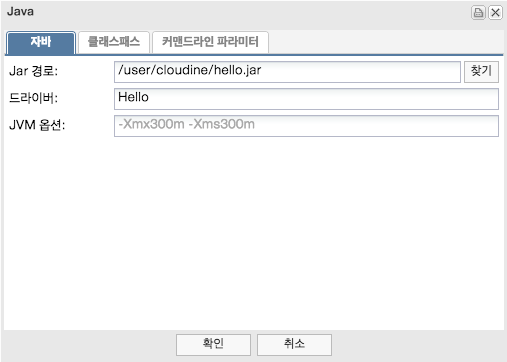 Java
자바 클래스패스 커맨드라인 파라미터
Jar 경로: /user/cloudine/hello.jar 찾기
드라이버: Hello
JVM 옵션: -Xmx300m -Xms300m
확인 취소